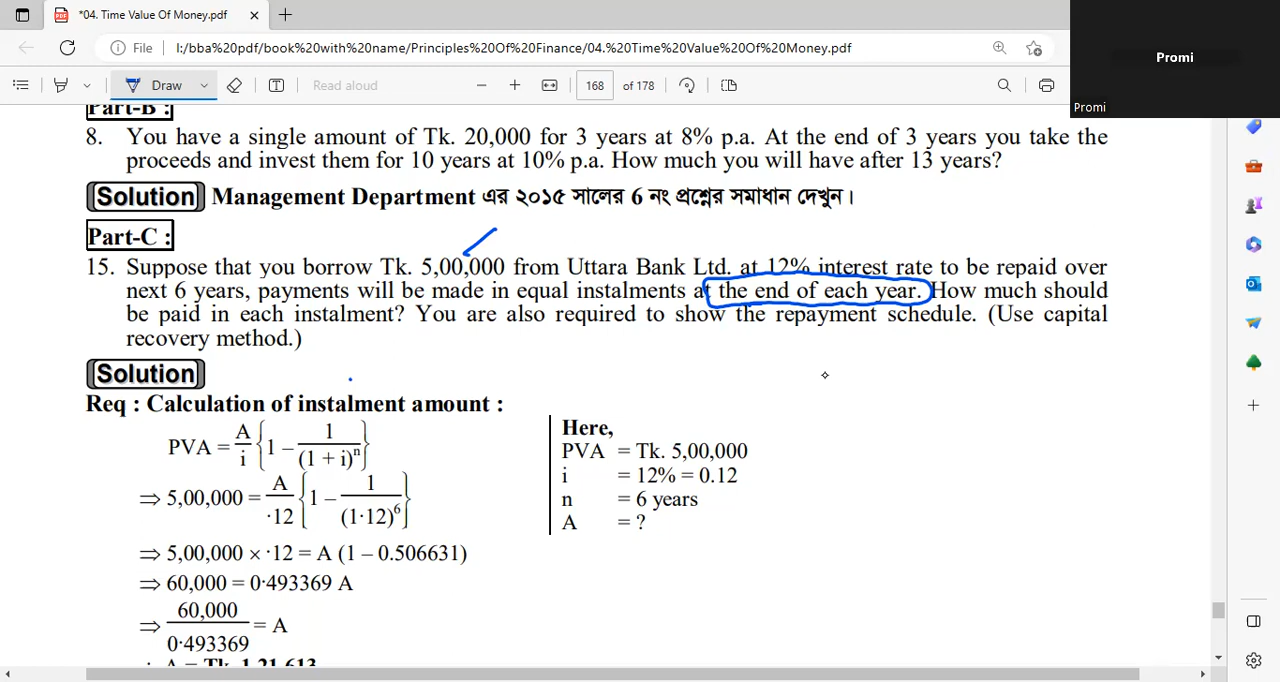 *04. Time Value Of Money.pdf
File
I:/bba%20pdf/book%20with%20name/Principles%20Of%20Finance/04.%20Time%20Value%20Of%20Money.pdf
Promi
Promi
Draw
Read aloud
168 of 178
Part-B :
8. You have a single amount of Tk. 20,000 for 3 years at 8% p.a. At the end of 3 years you take the
proceeds and invest them for 10 years at 10% p.a. How much you will have after 13 years?
Solution Management Department এর ২০১৫ সালের 6 নং প্রশ্নের সমাধান দেখুন।
Part-C :
15. Suppose that you borrow Tk. 5,00,000 from Uttara Bank Ltd. at 12% interest rate to be repaid over
next 6 years, payments will be made in equal instalments at the end of each year. How much should
be paid in each instalment? You are also required to show the repayment schedule. (Use capital
recovery method.)
Solution
Req : Calculation of instalment amount :
PVA = A/i {1 – 1/(1 + i)ⁿ}
⇒ 5,00,000 = A/·12 {1 – 1/(1·12)⁶}
⇒ 5,00,000 × ·12 = A (1 – 0.506631)
⇒ 60,000 = 0·493369 A
⇒ 60,000/0·493369 = A
∴ A = Tk. 1,21,613
Here,
PVA = Tk. 5,00,000
i = 12% = 0.12
n = 6 years
A = ?